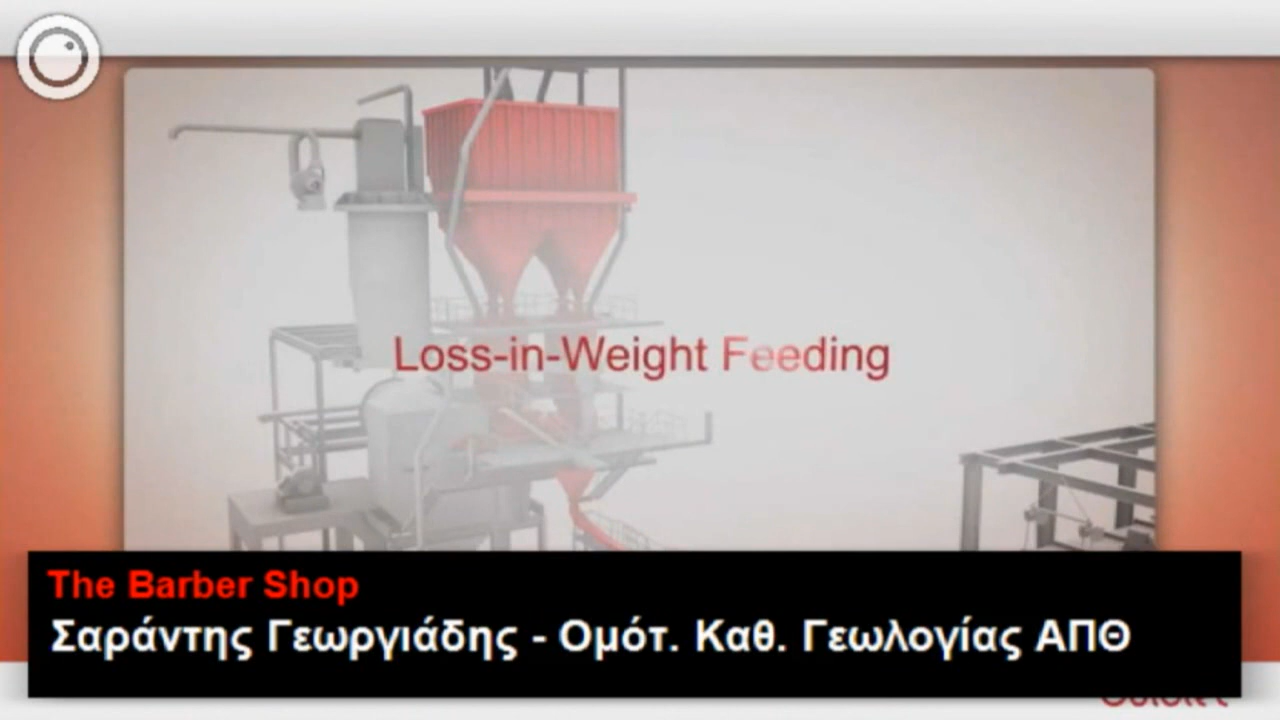 Loss-in-Weight Feeding
The Barber Shop
Σαράντης Γεωργιάδης - Ομότ. Καθ. Γεωλογίας ΑΠΘ